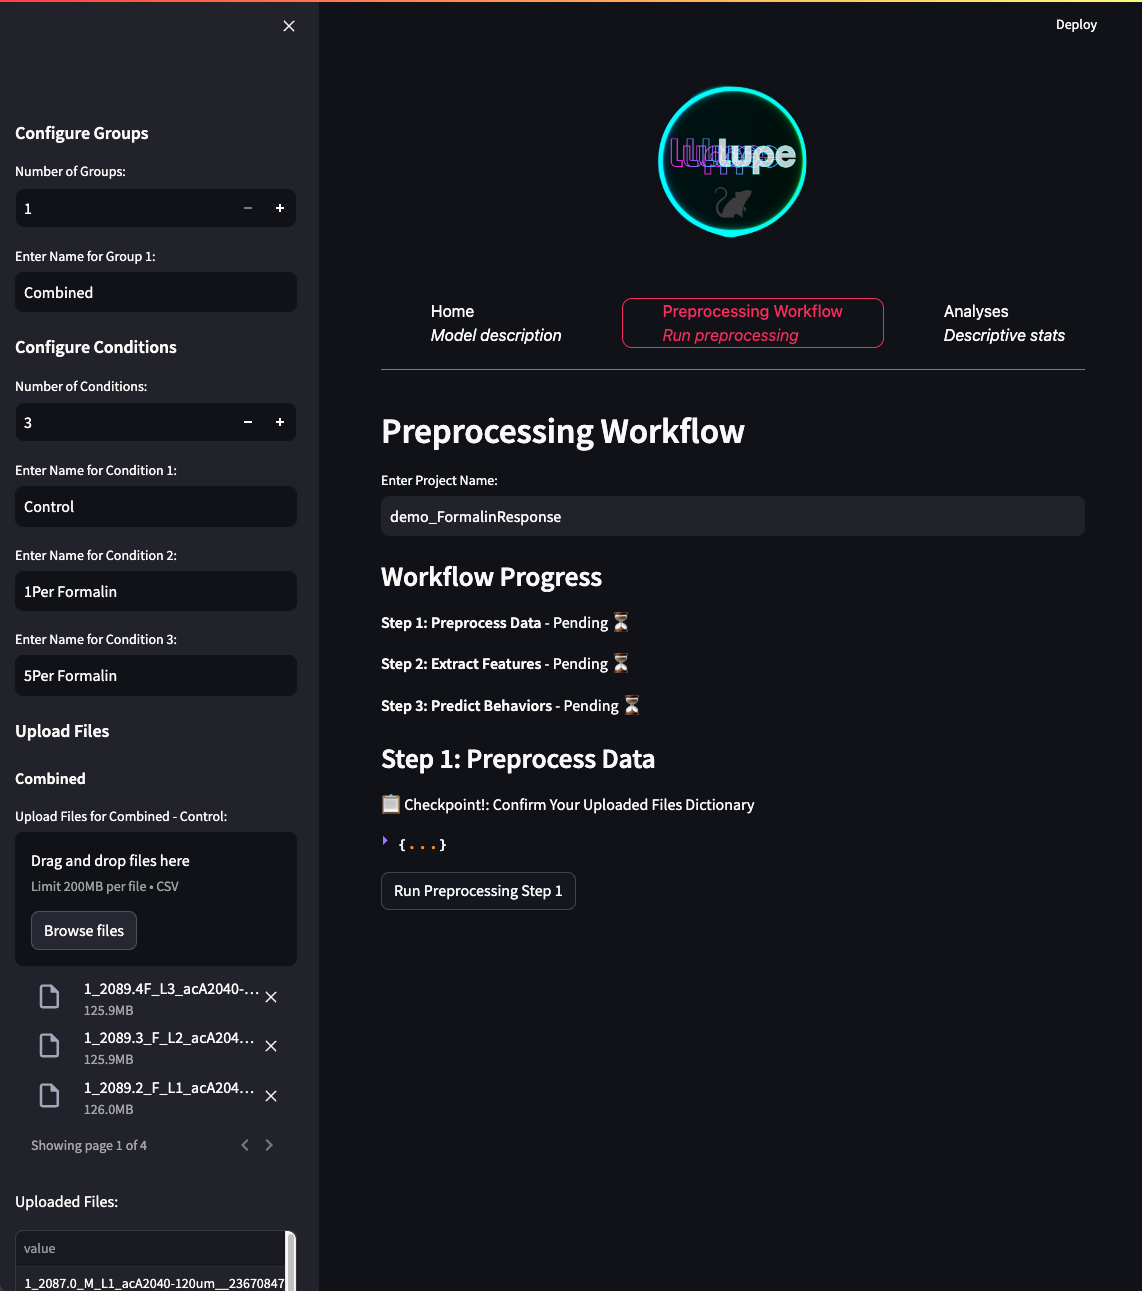 Configure Groups
Number of Groups:
1
Enter Name for Group 1:
Combined
Configure Conditions
Number of Conditions:
3
Enter Name for Condition 1:
Control
Enter Name for Condition 2:
1Per Formalin
Enter Name for Condition 3:
5Per Formalin
Upload Files
Combined
Upload Files for Combined - Control:
Drag and drop files here
Limit 200MB per file • CSV
Browse files
1_2089.4F_L3_acA2040-...
125.9MB
1_2089.3_F_L2_acA204...
125.9MB
1_2089.2_F_L1_acA204...
126.0MB
Showing page 1 of 4
Uploaded Files:
value
1_2087.0_M_L1_acA2040-120um__23670847
Deploy
lupe
Home
Model description
Preprocessing Workflow
Run preprocessing
Analyses
Descriptive stats
Preprocessing Workflow
Enter Project Name:
demo_FormalinResponse
Workflow Progress
Step 1: Preprocess Data - Pending ⏳
Step 2: Extract Features - Pending ⏳
Step 3: Predict Behaviors - Pending ⏳
Step 1: Preprocess Data
📋 Checkpoint!: Confirm Your Uploaded Files Dictionary
{...}
Run Preprocessing Step 1